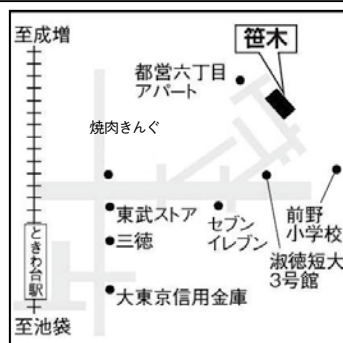 至成増
笹木
都営六丁目
アパート
焼肉きんぐ
東武ストア
三徳
セブン
イレブン
前野
小学校
淑徳短大
3号館
ときわ台駅
大東京信用金庫
至池袋